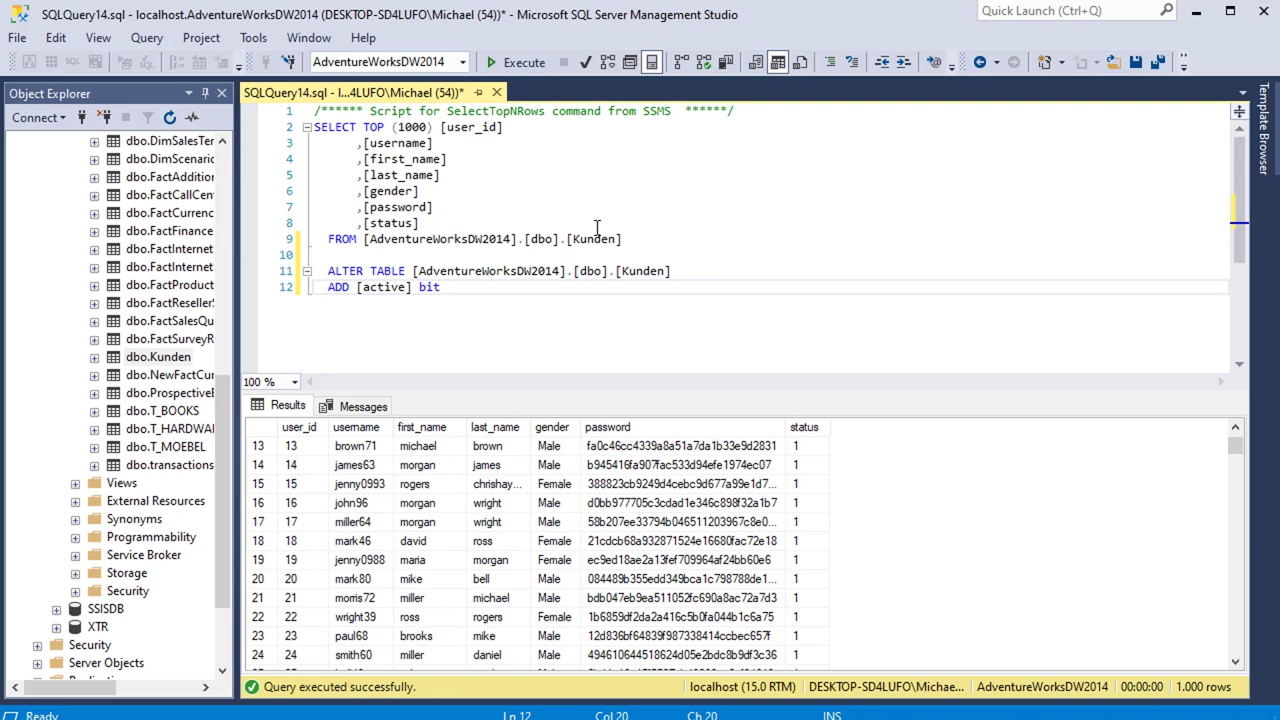 SQLQuery14.sql - localhost.AdventureWorksDW2014 (DESKTOP-SD4LUFO\Michael (54))* - Microsoft SQL Server Management Studio
Quick Launch (Ctrl+Q)
File Edit View Query Project Tools Window Help
AdventureWorksDW2014 Execute
Object Explorer
SQLQuery14.sql - l...4LUFO\Michael (54))*
Connect
Template Browser
dbo.DimSalesTer
dbo.DimScenaric
dbo.FactAddition
dbo.FactCallCent
dbo.FactCurrenc
dbo.FactFinance
dbo.FactInternet
dbo.FactInternet
dbo.FactProduct
dbo.FactReseller
dbo.FactSalesQu
dbo.FactSurveyR
dbo.Kunden
dbo.NewFactCur
dbo.ProspectiveE
dbo.T_BOOKS
dbo.T_HARDWA
dbo.T_MOEBEL
dbo.transactions
Views
External Resources
Synonyms
Programmability
Service Broker
Storage
Security
SSISDB
XTR
Security
Server Objects
1 /****** Script for SelectTopNRows command from SSMS ******/
2 SELECT TOP (1000) [user_id]
3 ,[username]
4 ,[first_name]
5 ,[last_name]
6 ,[gender]
7 ,[password]
8 ,[status]
9 FROM [AdventureWorksDW2014].[dbo].[Kunden]
10
11 ALTER TABLE [AdventureWorksDW2014].[dbo].[Kunden]
12 ADD [active] bit
100 %
Results Messages
user_id username first_name last_name gender password status
13 13 brown71 michael brown Male fa0c46cc4339a8a51a7da1b33e9d2831 1
14 14 james63 morgan james Male b945416fa907fac533d94efe1974ec07 1
15 15 jenny0993 rogers chrishay... Female 388823cb9249d4cebc9d677a99e1d7... 1
16 16 john96 morgan wright Male d0bb977705c3cdad1e346c898f32a1b7 1
17 17 miller64 morgan wright Male 58b207ee33794b046511203967c8e0... 1
18 18 mark46 david ross Female 21cdcb68a932871524e16680fac72e18 1
19 19 jenny0988 maria morgan Female ec9ed18ae2a13fef709964af24bb60e6 1
20 20 mark80 mike bell Male 084489b355edd349bca1c798788de1... 1
21 21 morris72 miller michael Male bdb047eb9ea511052fc690a8ac72a7d3 1
22 22 wright39 ross rogers Female 1b6859df2da2a416c5b0fa044b1c6a75 1
23 23 paul68 brooks mike Male 12d836bf64839f987338414ccbec657f 1
24 24 smith60 miller daniel Male 494610644518624d05e2bdc8b9df3c36 1
Query executed successfully. localhost (15.0 RTM) DESKTOP-SD4LUFO\Michae... AdventureWorksDW2014 00:00:00 1.000 rows
Ready Ln 12 Col 20 Ch 20 INS